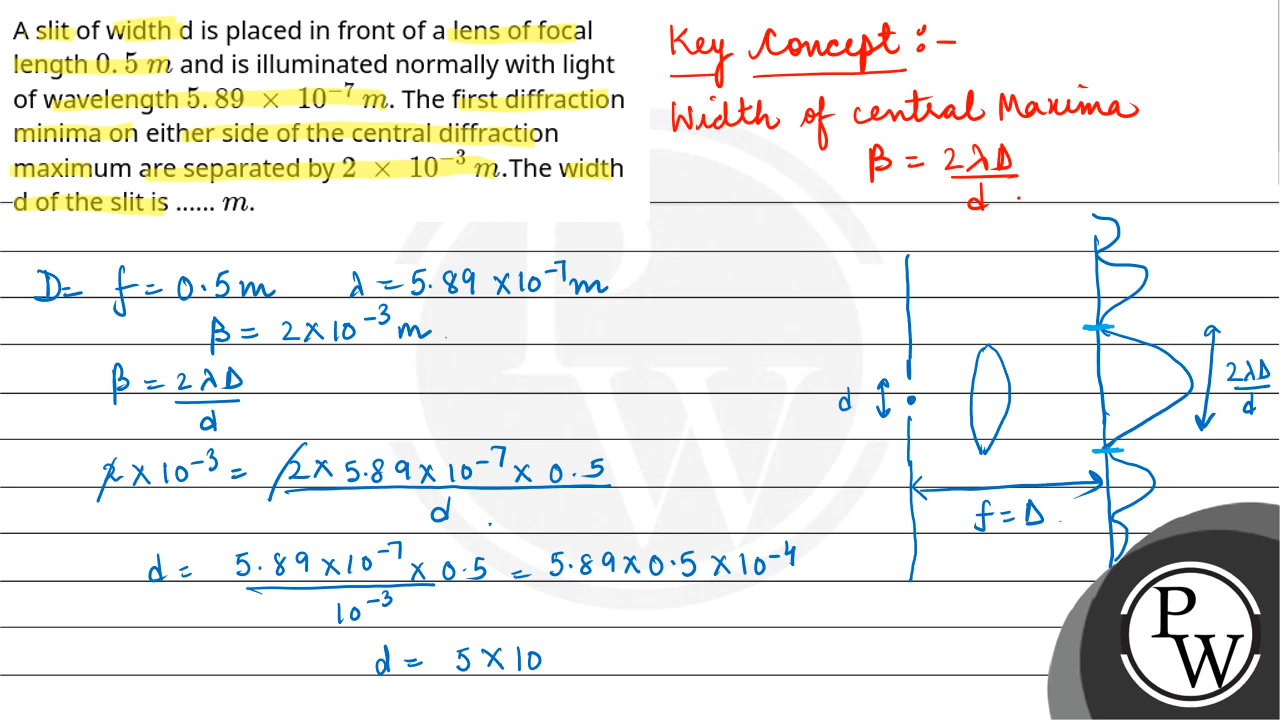 A slit of width d is placed in front of a lens of focal
length 0.5 m and is illuminated normally with light
of wavelength 5.89 × 10⁻⁷ m. The first diffraction
minima on either side of the central diffraction
maximum are separated by 2 × 10⁻³ m.The width
d of the slit is ...... m.
Key Concept :-
Width of central Maxima
β = 2λD/d.
D= f = 0.5m λ = 5.89 ×10⁻⁷m
β = 2×10⁻³ m.
β = 2λD/d
2 × 10⁻³ = 2× 5.89 × 10⁻⁷ × 0.5/d.
d = 5.89 ×10⁻⁷ × 0.5/10⁻³ = 5.89×0.5 ×10⁻⁴
d = 5 × 10
d
2λD/d
f = D.
PW
P
W